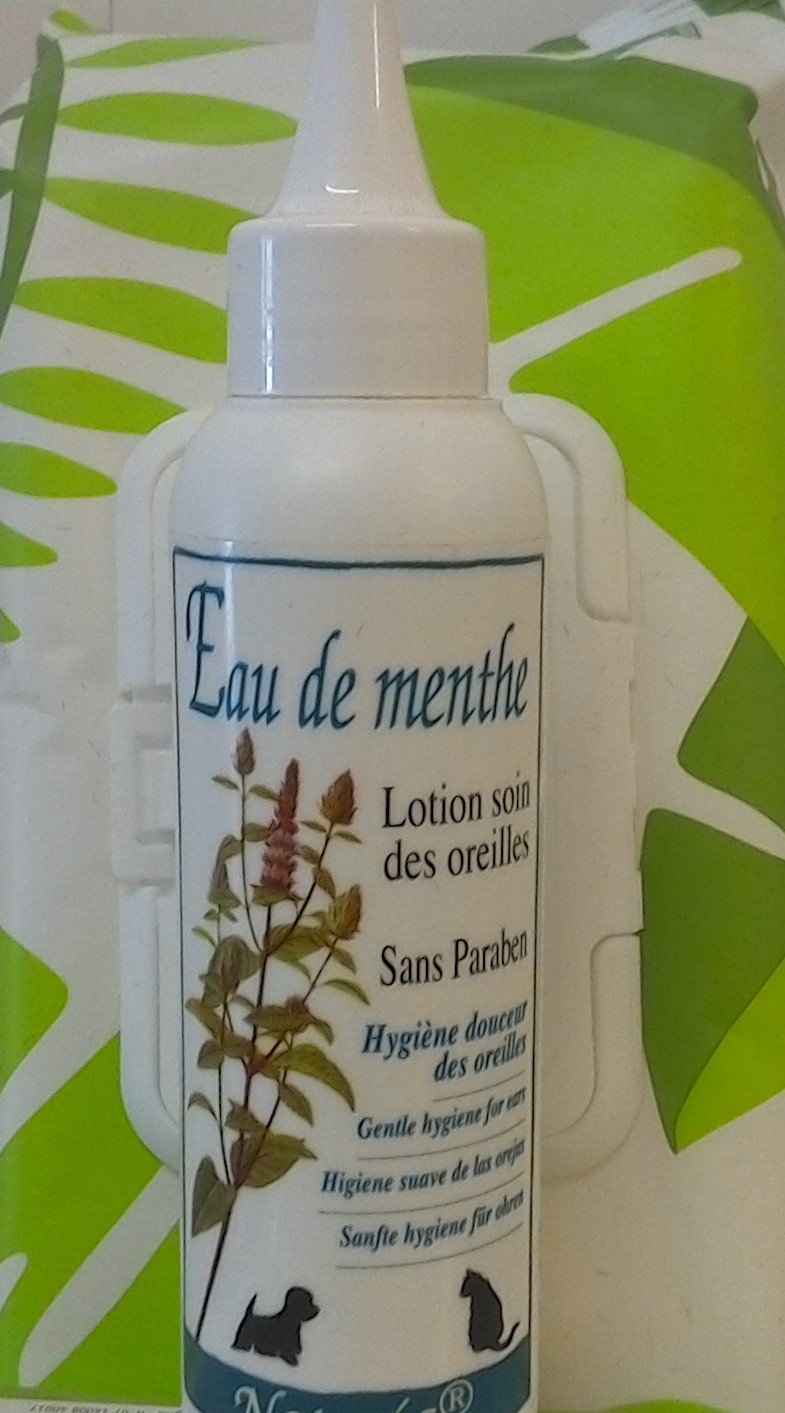 Eau de menthe
Lotion soin
des oreilles
Sans Paraben
Hygiène douceur
des oreilles
Gentle hygiene for ears
Higiene suave de las orejas
Sanfte hygiene für ohren
®